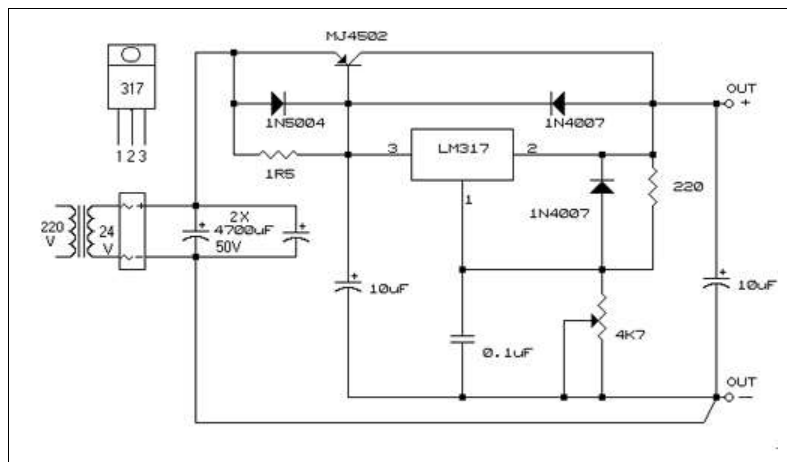 MJ4502
317
1 2 3
1N5004
1N4007
OUT
+
3
LM317
2
1R5
1
1N4007
220
220
V
24
V
~ +
~ −
+
2X
4700uF
50V
+
+
10uF
0.1uF
4K7
+
10uF
OUT
−